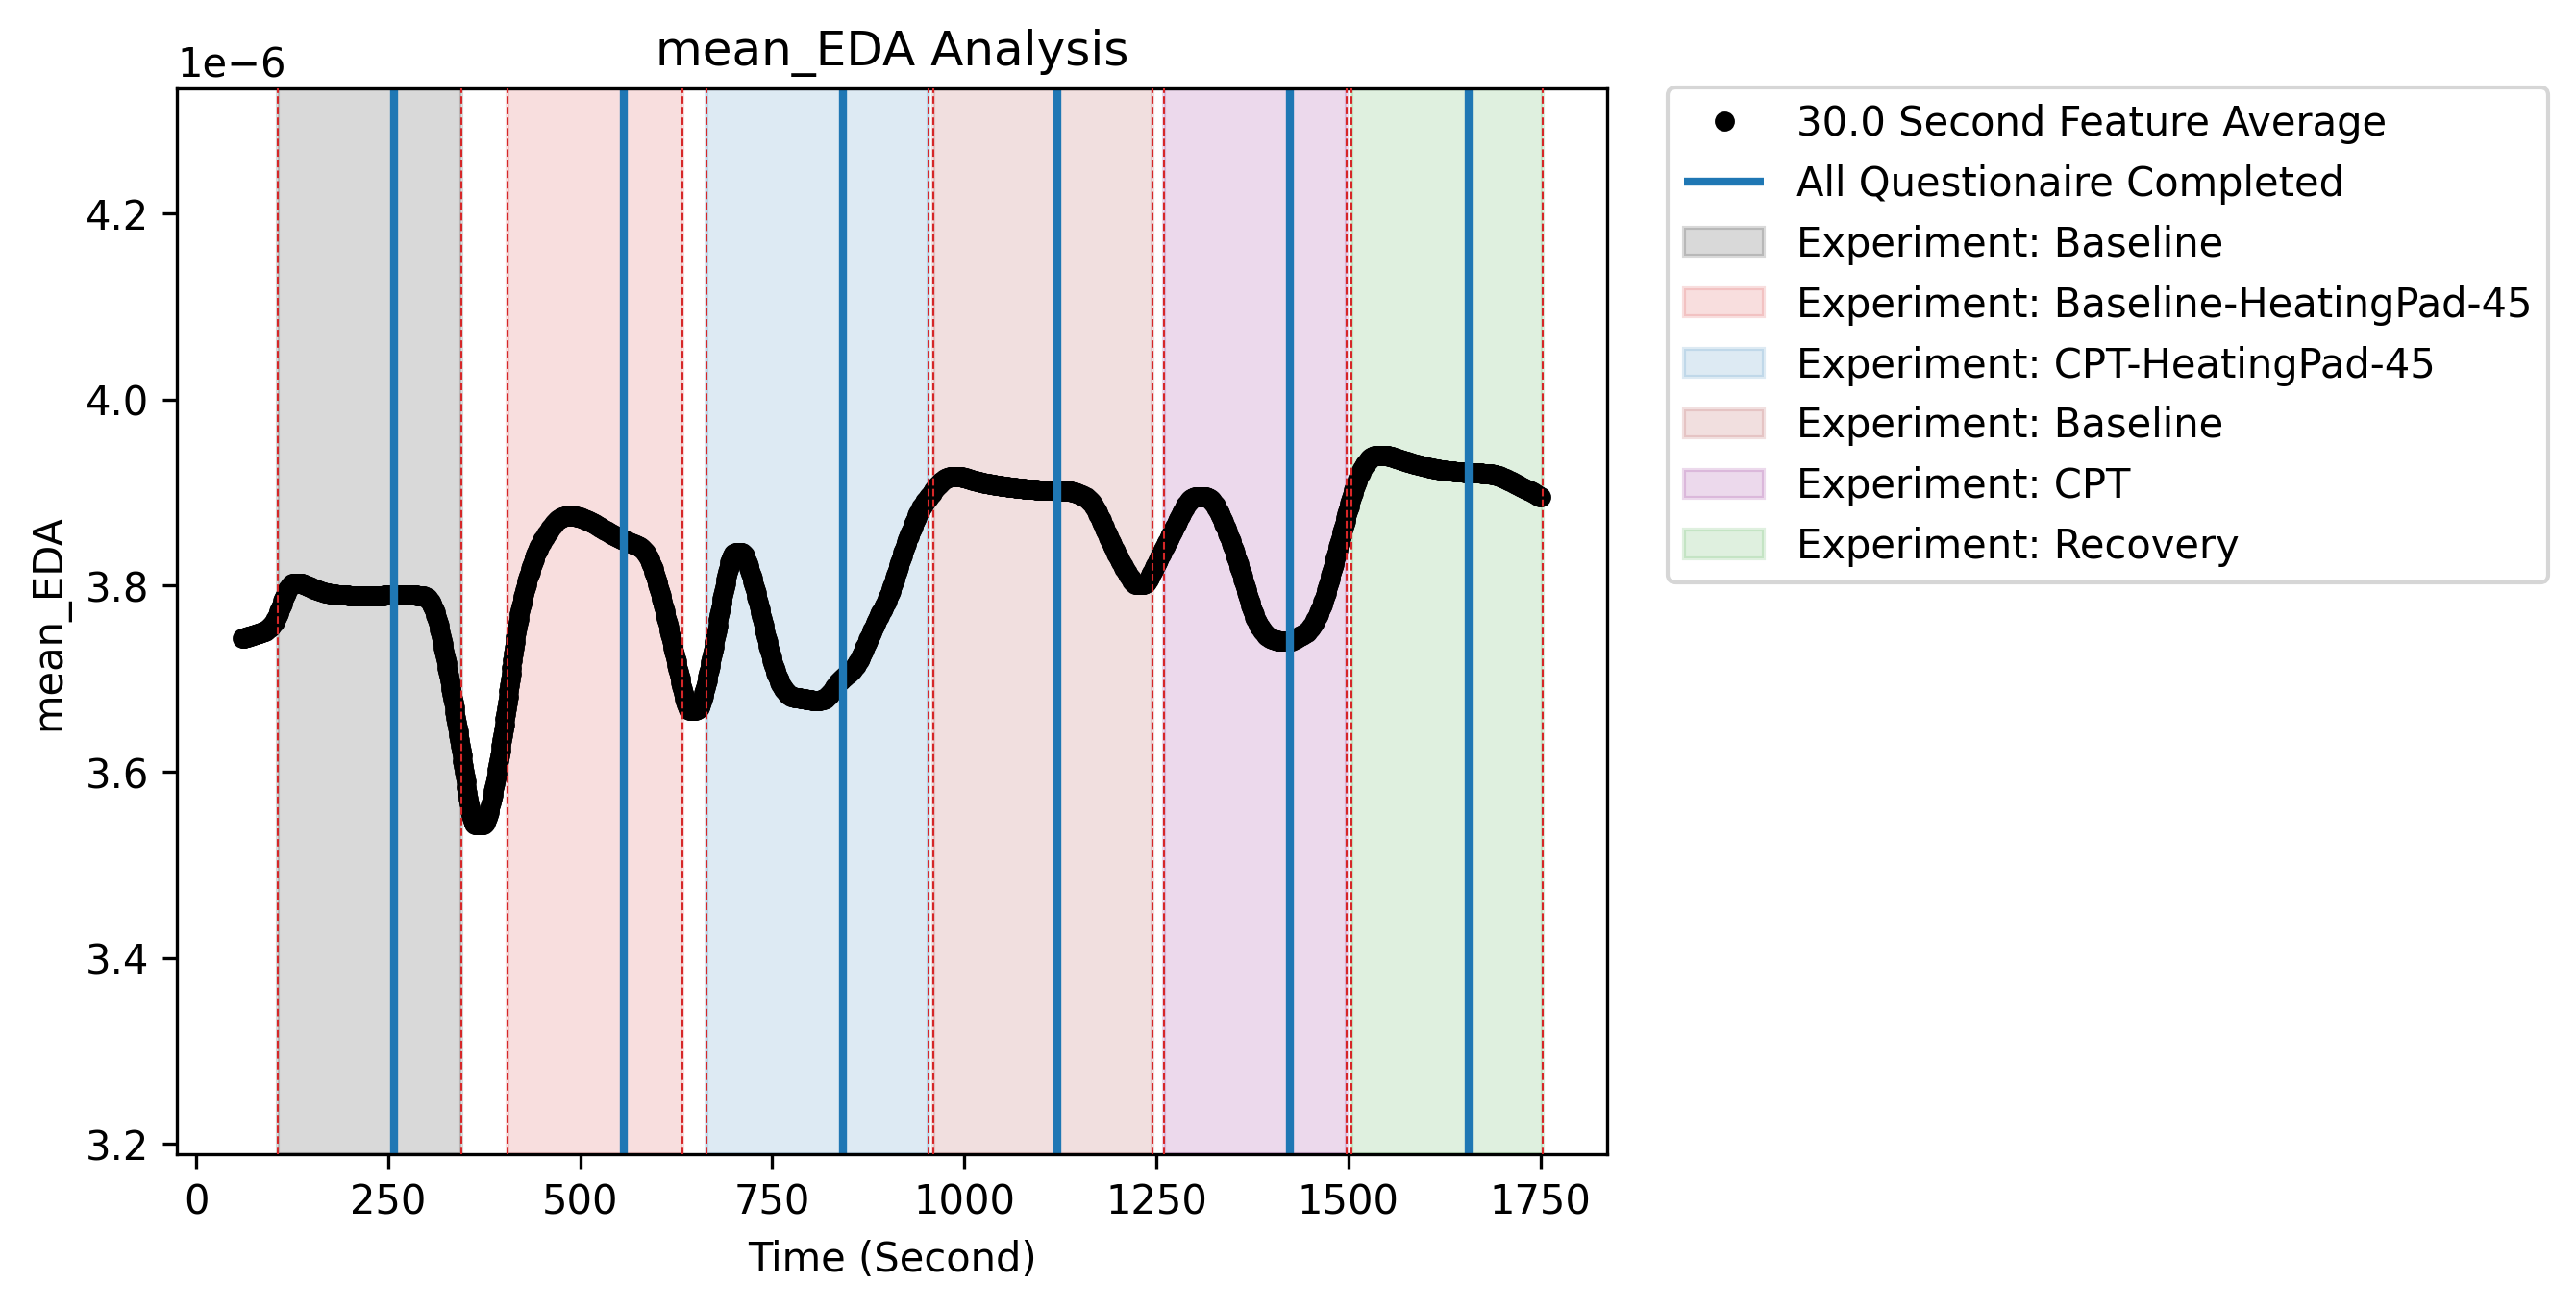 mean_EDA Analysis
1e−6
4.2
4.0
3.8
3.6
3.4
3.2
mean_EDA
0 250 500 750 1000 1250 1500 1750
Time (Second)
30.0 Second Feature Average
All Questionaire Completed
Experiment: Baseline
Experiment: Baseline-HeatingPad-45
Experiment: CPT-HeatingPad-45
Experiment: Baseline
Experiment: CPT
Experiment: Recovery